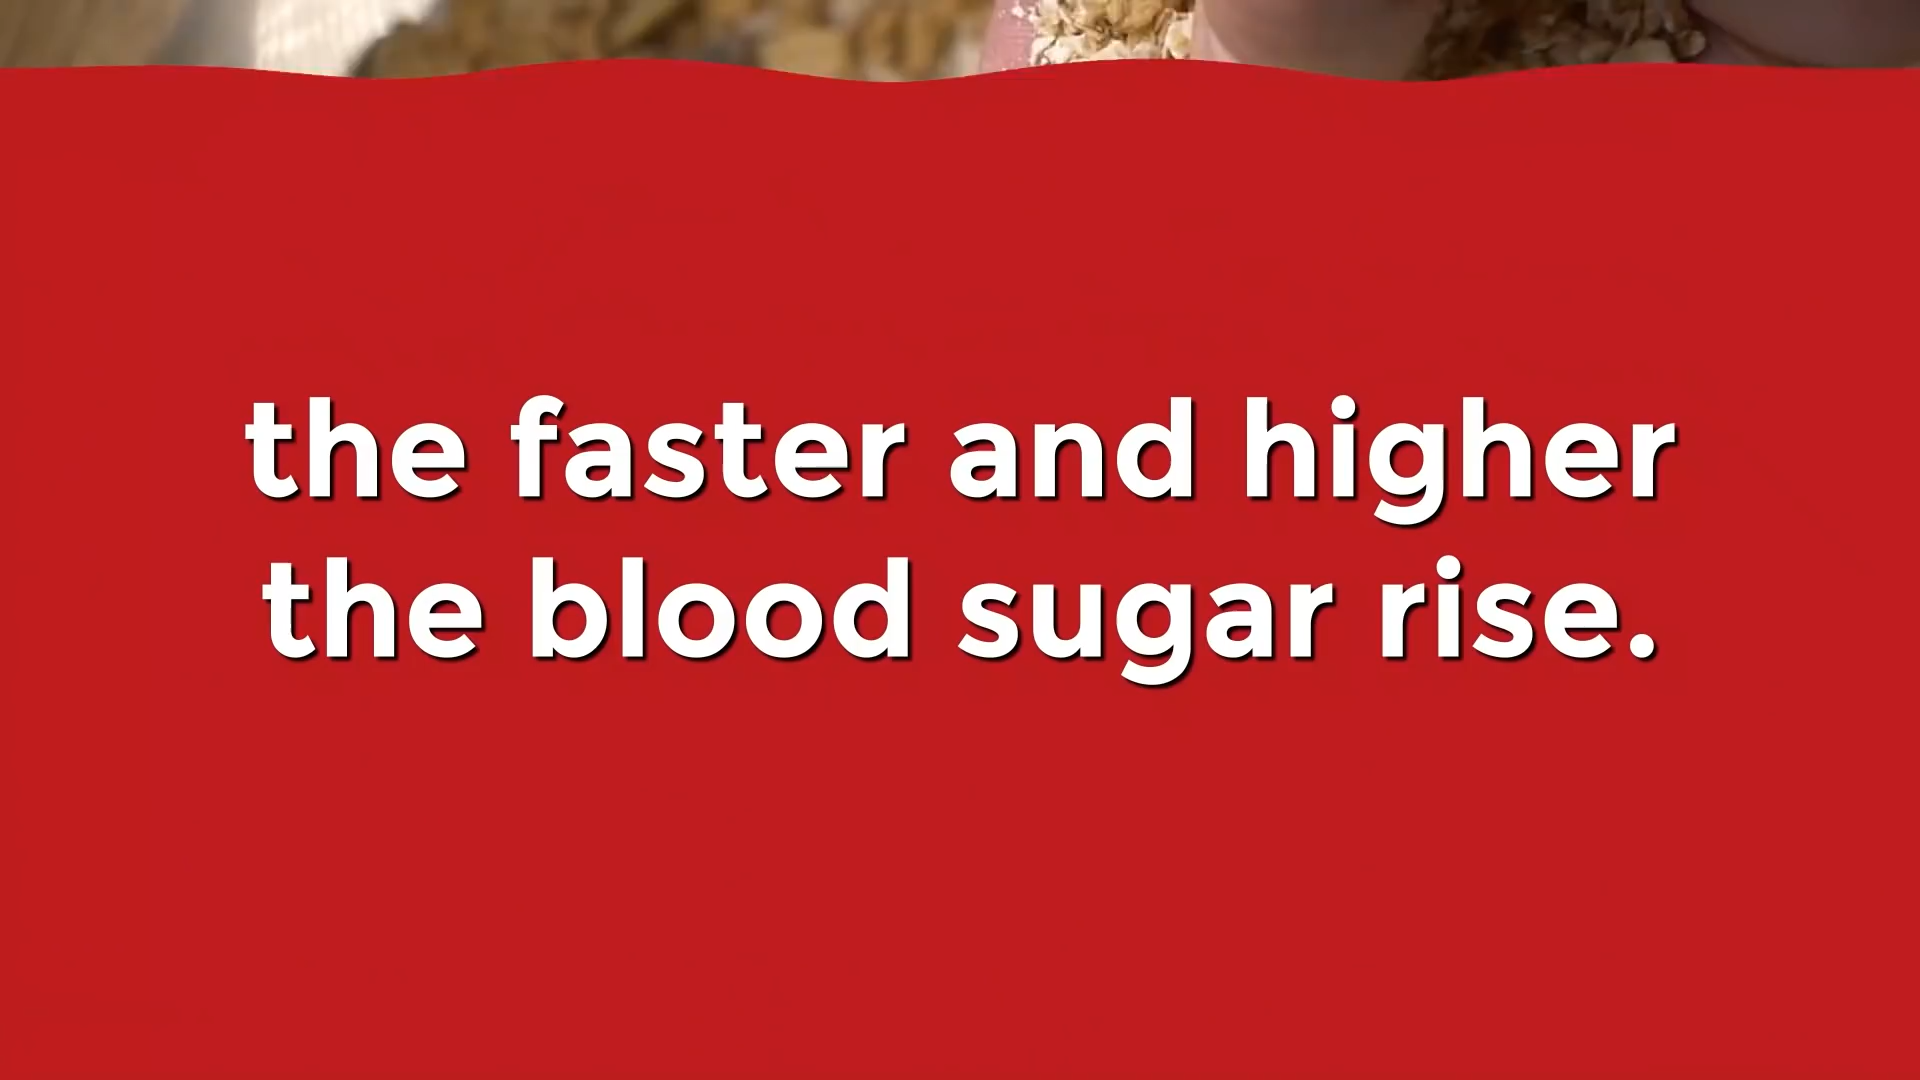 the faster and higher
the blood sugar rise.